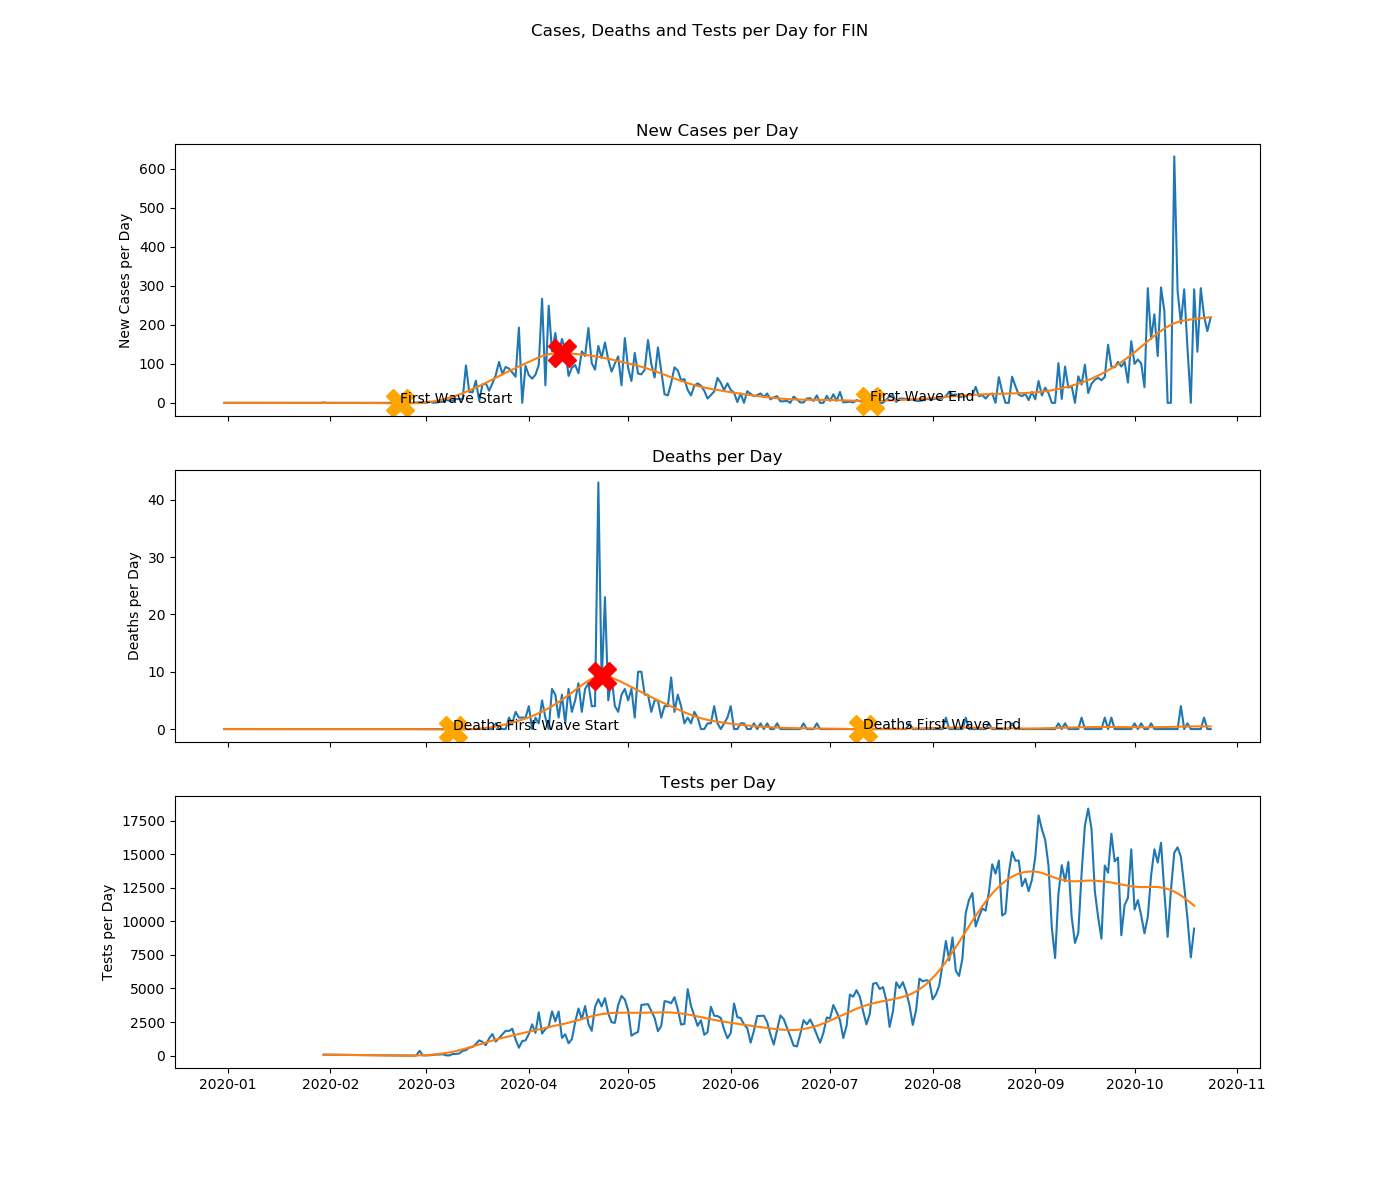 Cases, Deaths and Tests per Day for FIN
New Cases per Day
New Cases per Day
600
500
400
300
200
100
0
First Wave Start
First Wave End
Deaths per Day
Deaths per Day
40
30
20
10
0
Deaths First Wave Start
Deaths First Wave End
Tests per Day
Tests per Day
17500
15000
12500
10000
7500
5000
2500
0
2020-01 2020-02 2020-03 2020-04 2020-05 2020-06 2020-07 2020-08 2020-09 2020-10 2020-11